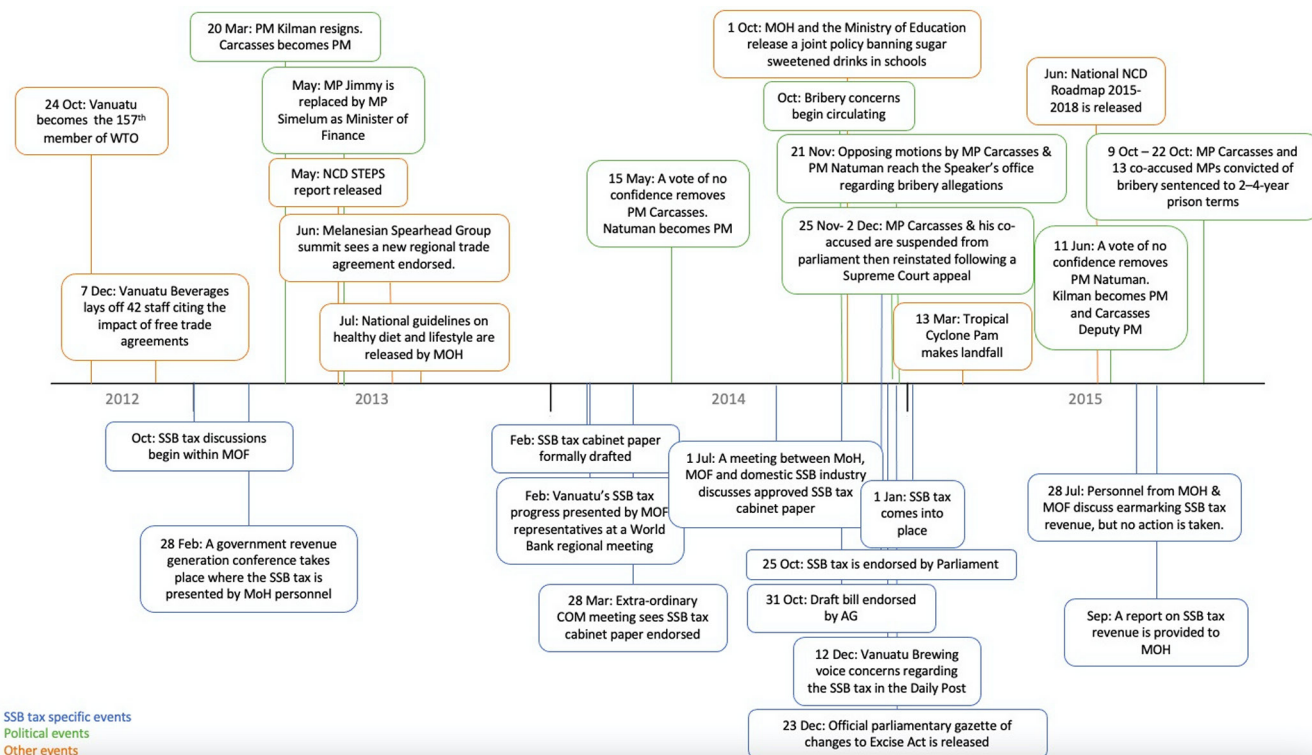 20 Mar: PM Kilman resigns.
Carcasses becomes PM
May: MP Jimmy is
replaced by MP
Simelum as Minister of
Finance
24 Oct: Vanuatu
becomes the 157th
member of WTO
May: NCD STEPS
report released
Jun: Melanesian Spearhead Group
summit sees a new regional trade
agreement endorsed.
7 Dec: Vanuatu Beverages
lays off 42 staff citing the
impact of free trade
agreements
Jul: National guidelines on
healthy diet and lifestyle are
released by MOH
15 May: A vote of no
confidence removes
PM Carcasses.
Natuman becomes PM
1 Oct: MOH and the Ministry of Education
release a joint policy banning sugar
sweetened drinks in schools
Oct: Bribery concerns
begin circulating
21 Nov: Opposing motions by MP Carcasses &
PM Natuman reach the Speaker's office
regarding bribery allegations
25 Nov- 2 Dec: MP Carcasses & his co-
accused are suspended from
parliament then reinstated following a
Supreme Court appeal
13 Mar: Tropical
Cyclone Pam
makes landfall
Jun: National NCD
Roadmap 2015-
2018 is released
9 Oct – 22 Oct: MP Carcasses and
13 co-accused MPs convicted of
bribery sentenced to 2–4-year
prison terms
11 Jun: A vote of no
confidence removes
PM Natuman.
Kilman becomes PM
and Carcasses
Deputy PM
2012
2013
2014
2015
Oct: SSB tax discussions
begin within MOF
28 Feb: A government revenue
generation conference takes
place where the SSB tax is
presented by MoH personnel
Feb: SSB tax cabinet paper
formally drafted
Feb: Vanuatu's SSB tax
progress presented by MOF
representatives at a World
Bank regional meeting
28 Mar: Extra-ordinary
COM meeting sees SSB tax
cabinet paper endorsed
1 Jul: A meeting between MoH,
MOF and domestic SSB industry
discusses approved SSB tax
cabinet paper
1 Jan: SSB tax
comes into
place
25 Oct: SSB tax is endorsed by Parliament
31 Oct: Draft bill endorsed
by AG
12 Dec: Vanuatu Brewing
voice concerns regarding
the SSB tax in the Daily Post
23 Dec: Official parliamentary gazette of
changes to Excise Act is released
28 Jul: Personnel from MOH &
MOF discuss earmarking SSB tax
revenue, but no action is taken.
Sep: A report on SSB tax
revenue is provided to
MOH
SSB tax specific events
Political events
Other events